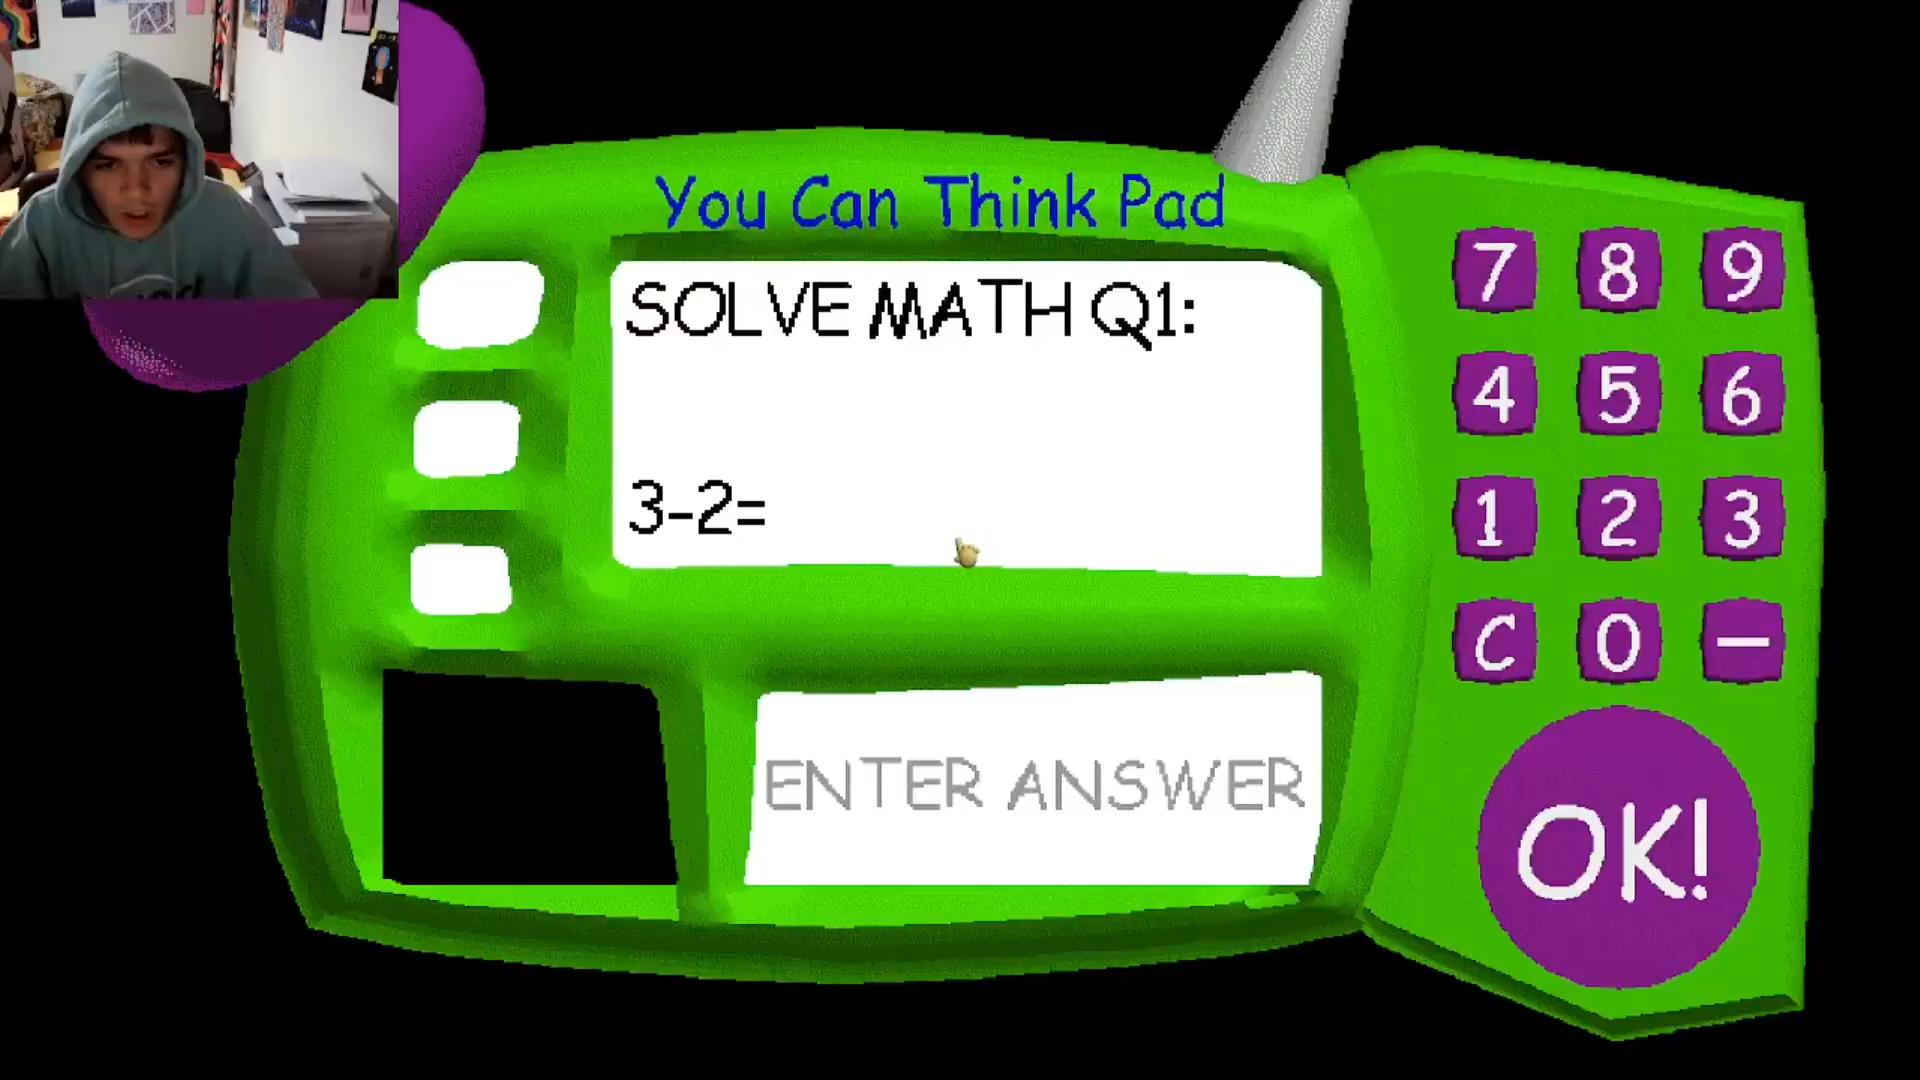 You Can Think Pad
SOLVE MATH Q1:
3-2=
ENTER ANSWER
7 8 9
4 5 6
1 2 3
C 0 −
OK!